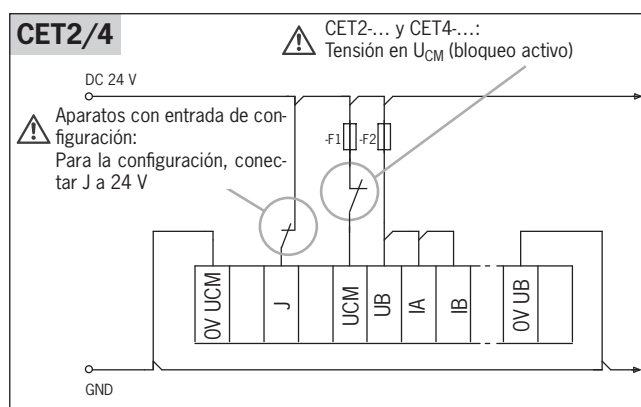 CET2/4
CET2-... y CET4-...:
Tensión en UCM (bloqueo activo)
DC 24 V
Aparatos con entrada de con-
figuración:
Para la configuración, conec-
tar J a 24 V
-F1
-F2
0V UCM
J
UCM
UB
IA
IB
0V UB
GND